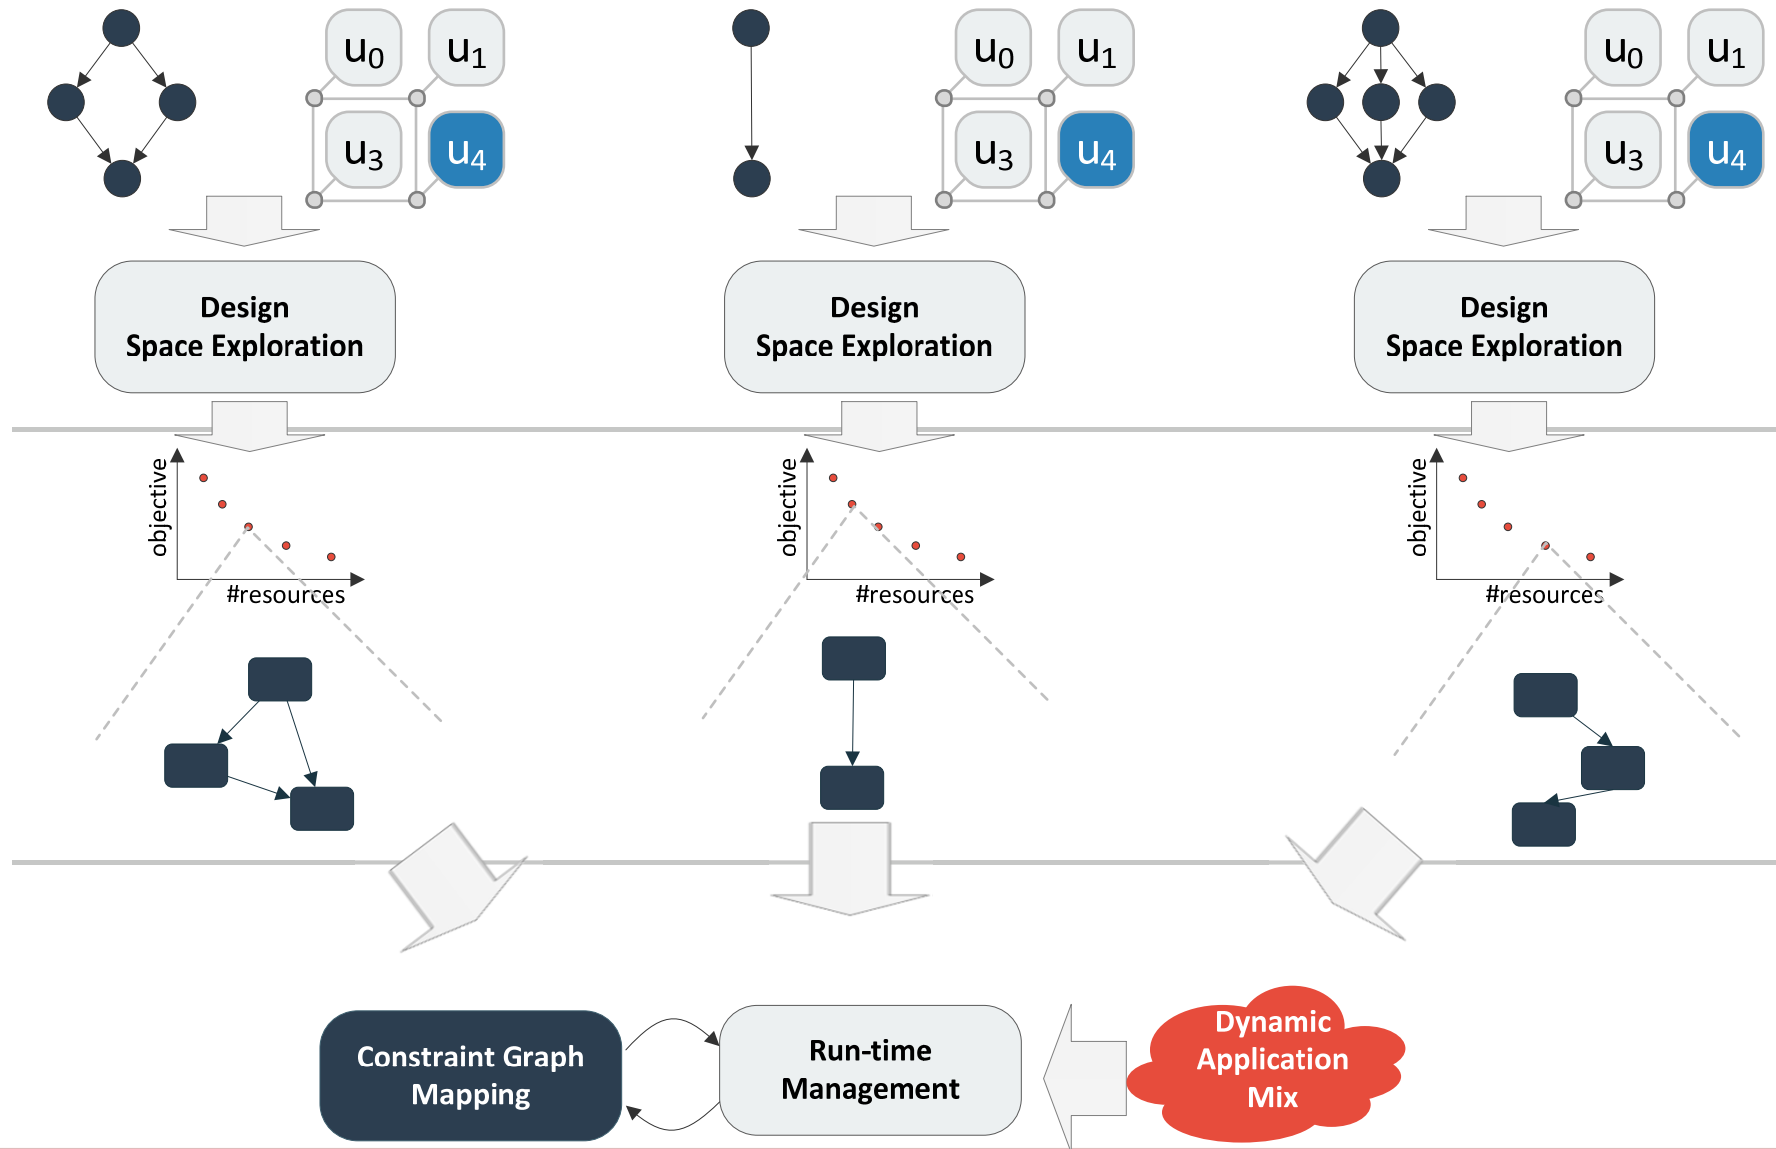 u0 u1
u3 u4
u0 u1
u3 u4
u0 u1
u3 u4
Design
Space Exploration
Design
Space Exploration
Design
Space Exploration
objective
#resources
objective
#resources
objective
#resources
Constraint Graph
Mapping
Run-time
Management
Dynamic
Application
Mix